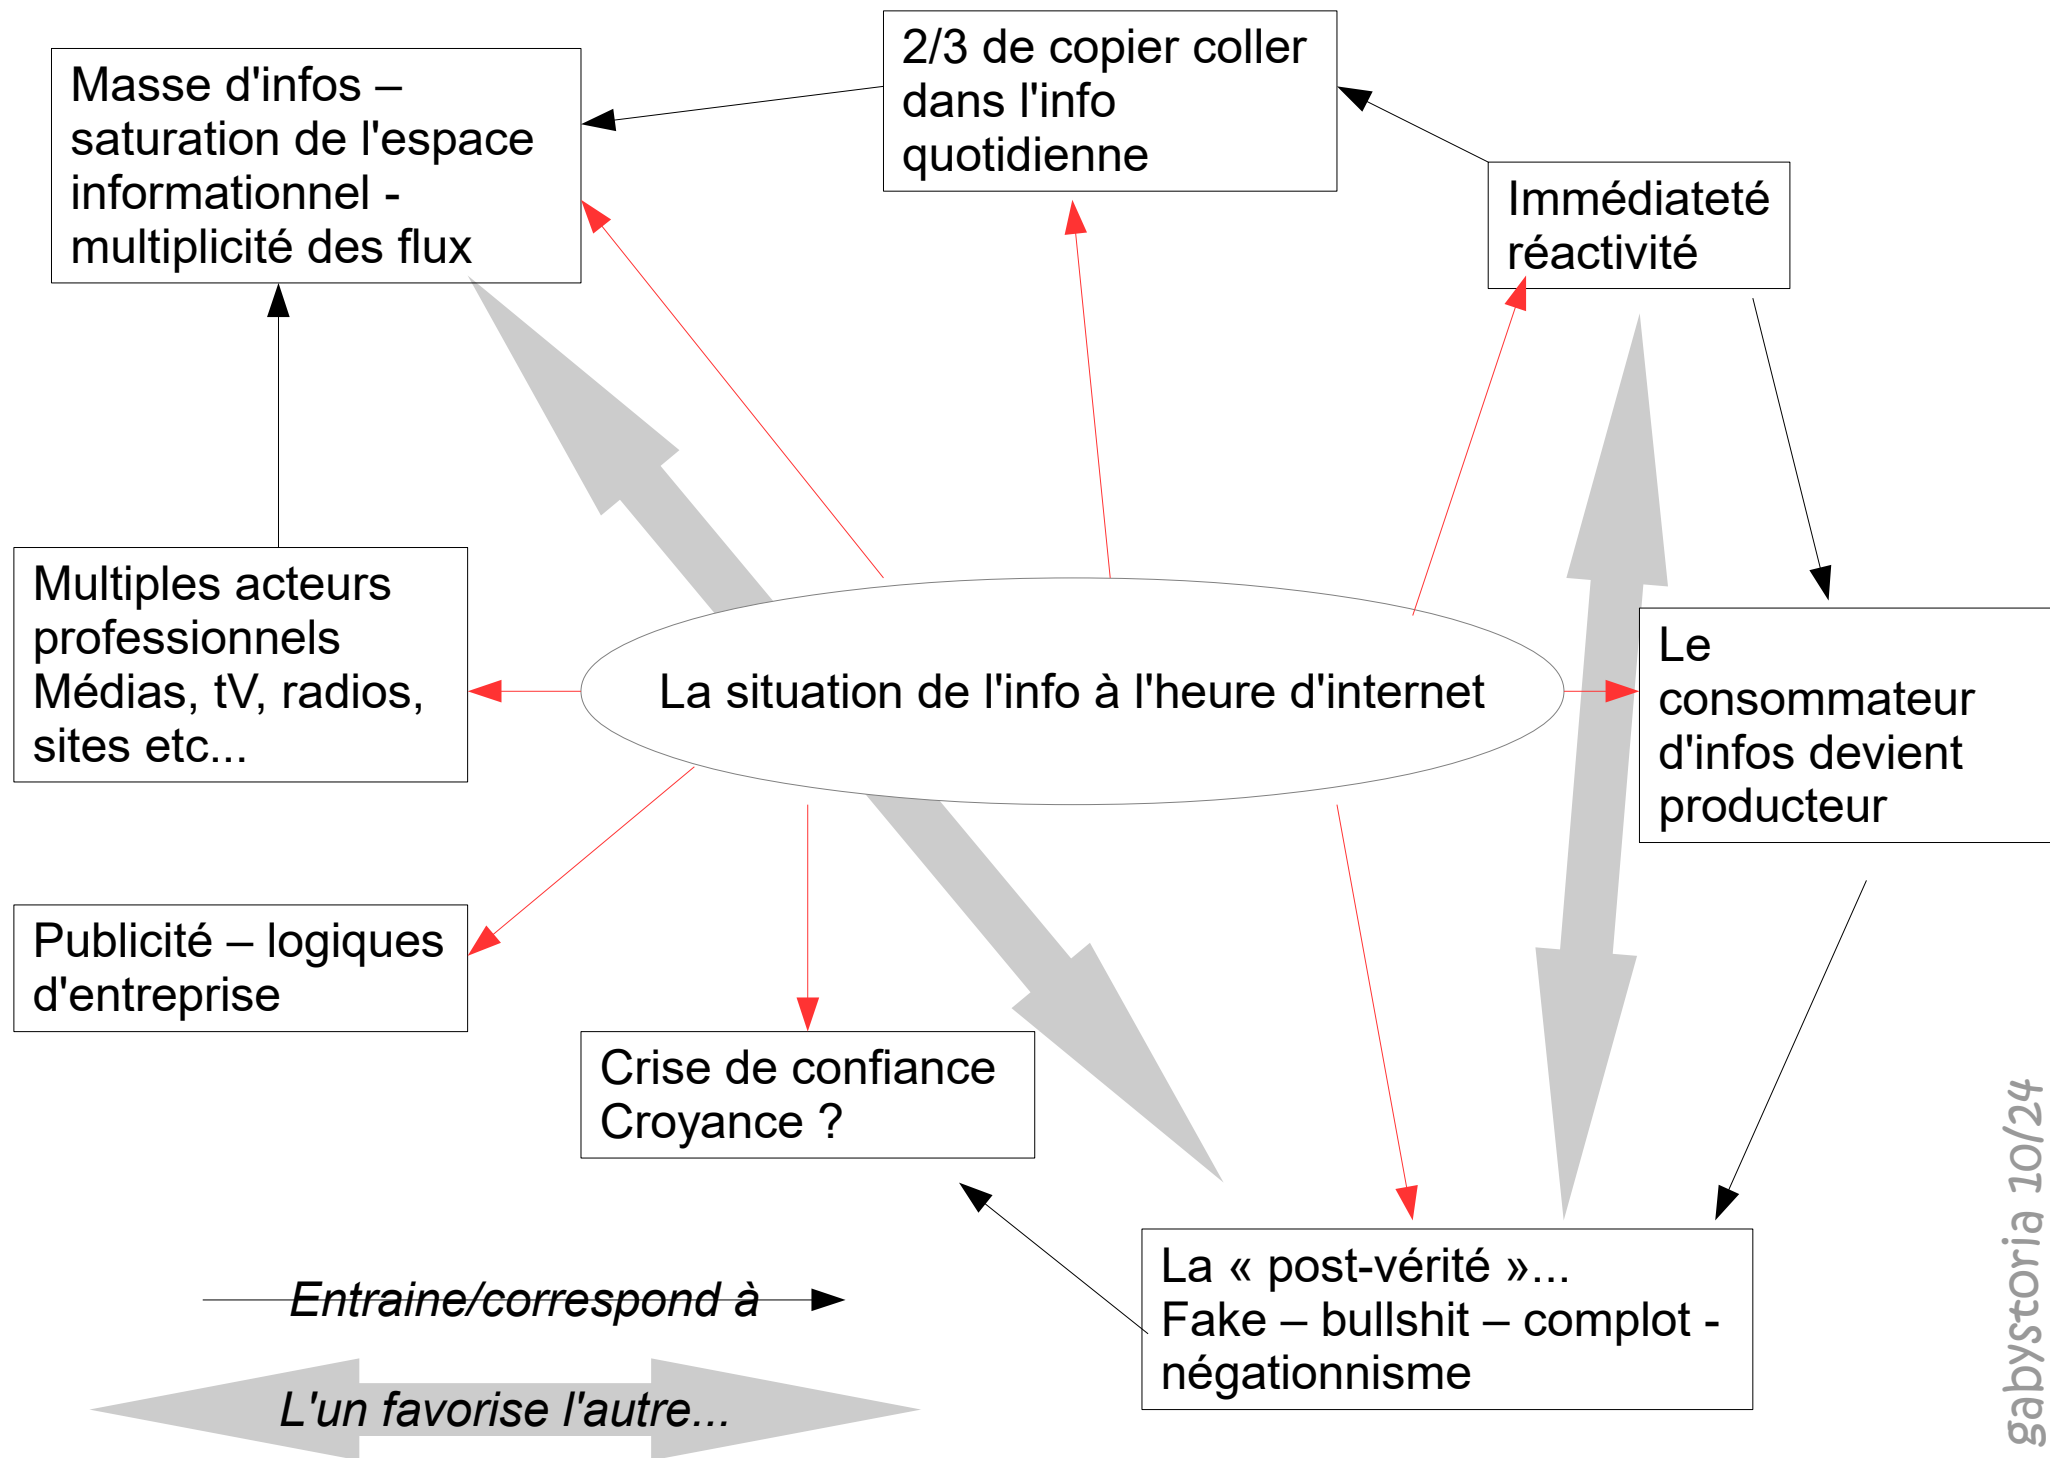 Masse d'infos –
saturation de l'espace
informationnel -
multiplicité des flux
2/3 de copier coller
dans l'info
quotidienne
Immédiateté
réactivité
Multiples acteurs
professionnels
Médias, tV, radios,
sites etc...
La situation de l'info à l'heure d'internet
Le
consommateur
d'infos devient
producteur
Publicité – logiques
d'entreprise
Crise de confiance
Croyance ?
La « post-vérité »...
Fake – bullshit – complot -
négationnisme
Entraine/correspond à
L'un favorise l'autre...
gabystoria 10/24